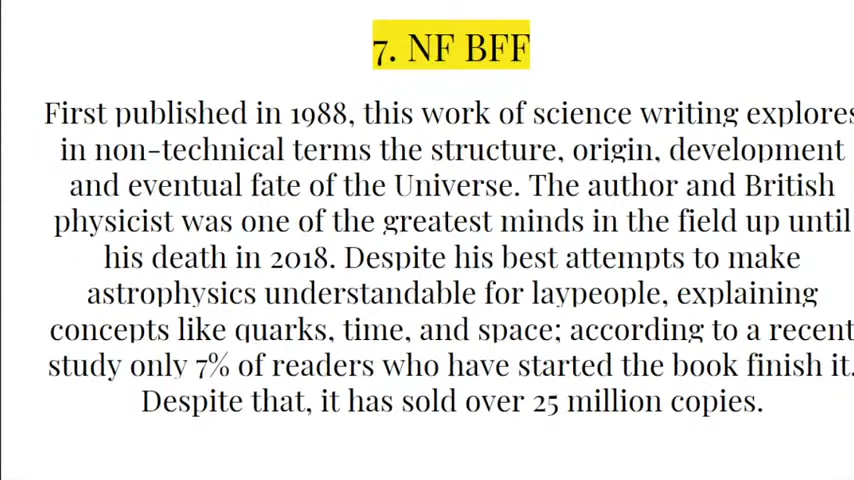 7. NF BFF
First published in 1988, this work of science writing explores
in non-technical terms the structure, origin, development
and eventual fate of the Universe. The author and British
physicist was one of the greatest minds in the field up until
his death in 2018. Despite his best attempts to make
astrophysics understandable for laypeople, explaining
concepts like quarks, time, and space; according to a recent
study only 7% of readers who have started the book finish it.
Despite that, it has sold over 25 million copies.